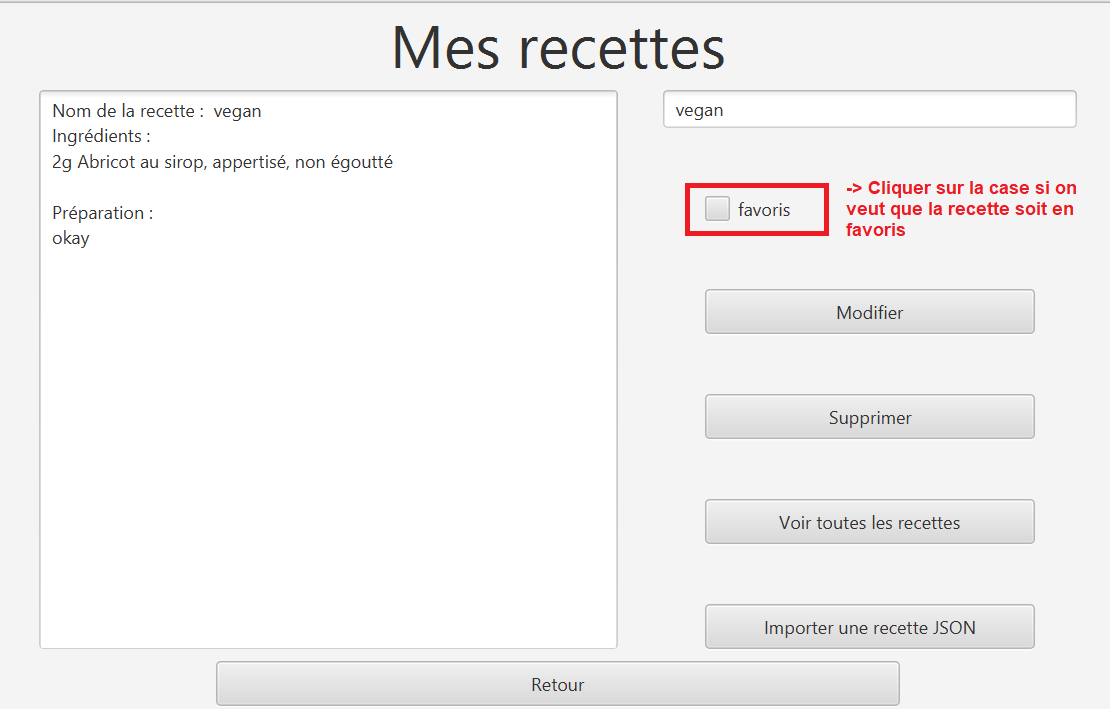 Mes recettes
Nom de la recette :  vegan
Ingrédients :
2g Abricot au sirop, appertisé, non égoutté
Préparation :
okay
vegan
favoris
-> Cliquer sur la case si on
veut que la recette soit en
favoris
Modifier
Supprimer
Voir toutes les recettes
Importer une recette JSON
Retour